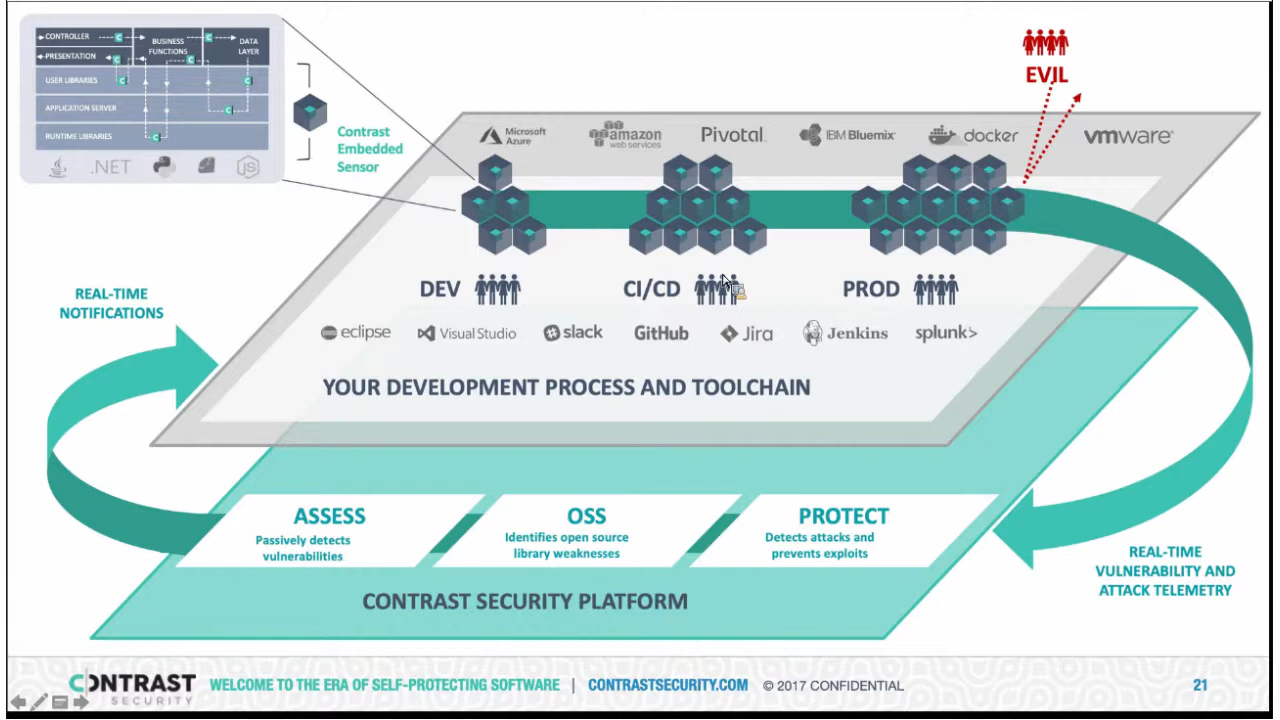 CONTROLLER
PRESENTATION
BUSINESS
FUNCTIONS
DATA
LAYER
USER LIBRARIES
APPLICATION SERVER
RUNTIME LIBRARIES
.NET
JS
Contrast
Embedded
Sensor
EVIL
Microsoft
Azure
amazon
web services
Pivotal
IBM Bluemix
docker
vmware
DEV
CI/CD
PROD
eclipse
Visual Studio
slack
GitHub
Jira
Jenkins
splunk>
YOUR DEVELOPMENT PROCESS AND TOOLCHAIN
REAL-TIME
NOTIFICATIONS
ASSESS
Passively detects
vulnerabilities
OSS
Identifies open source
library weaknesses
PROTECT
Detects attacks and
prevents exploits
CONTRAST SECURITY PLATFORM
REAL-TIME
VULNERABILITY AND
ATTACK TELEMETRY
CONTRAST
SECURITY
WELCOME TO THE ERA OF SELF-PROTECTING SOFTWARE | CONTRASTSECURITY.COM © 2017 CONFIDENTIAL
21